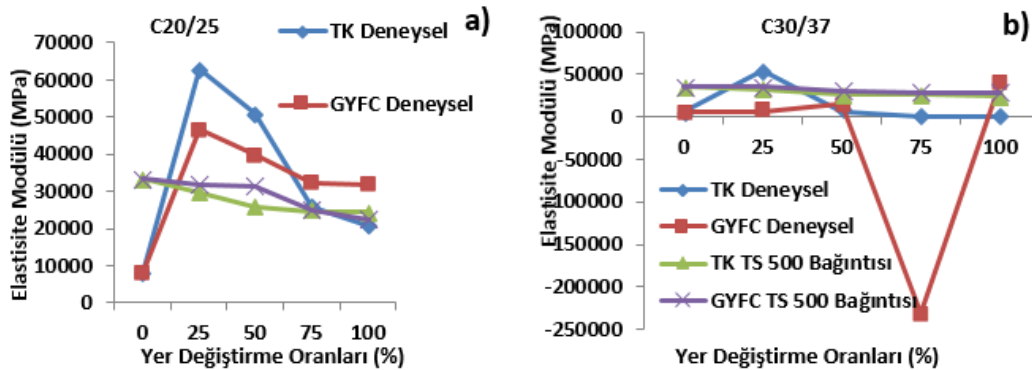 C20/25
a)
TK Deneysel
GYFC Deneysel
Elastisite Modülü (MPa)
70000
60000
50000
40000
30000
20000
10000
0
0 25 50 75 100
Yer Değiştirme Oranları (%)
C30/37
b)
Elastisite Modülü (MPa)
100000
50000
0
-50000
-100000
-150000
-200000
-250000
0 25 50 75 100
TK Deneysel
GYFC Deneysel
TK TS 500 Bağıntısı
GYFC TS 500 Bağıntısı
Yer Değiştirme Oranları (%)